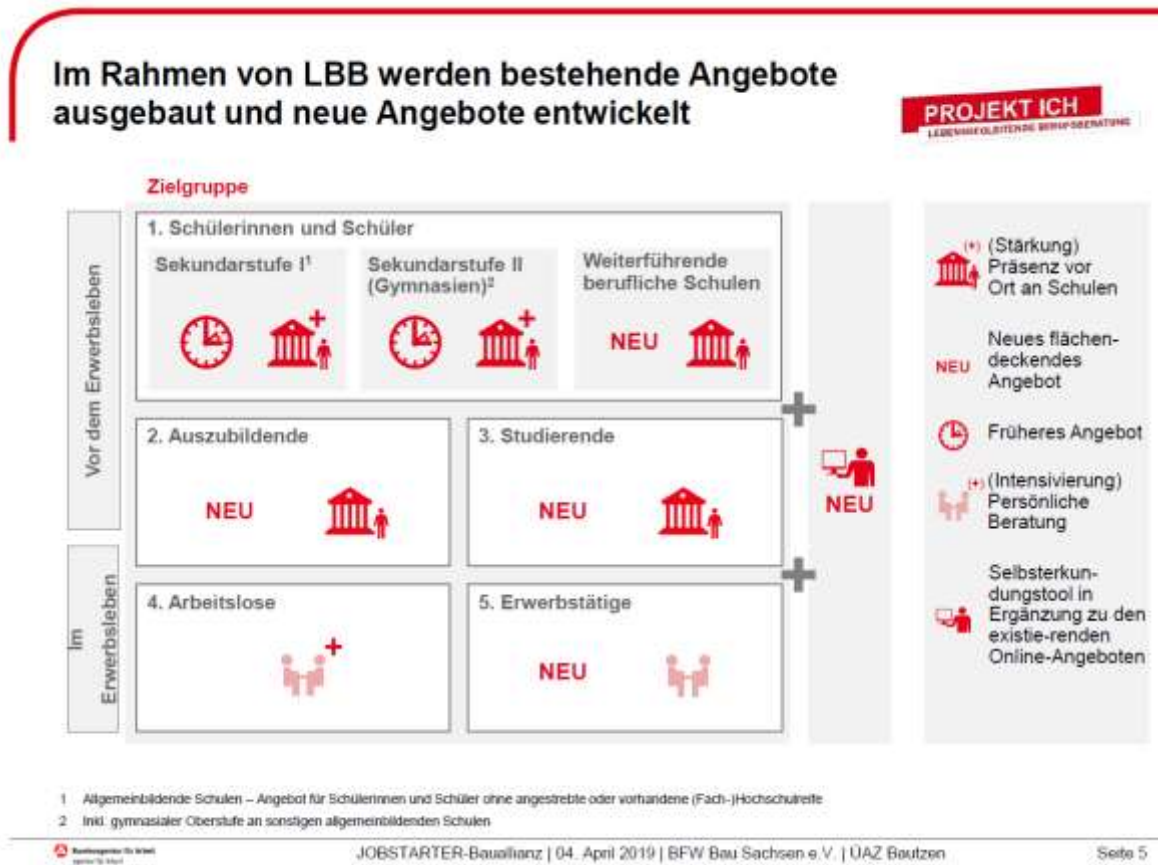 Im Rahmen von LBB werden bestehende Angebote
ausgebaut und neue Angebote entwickelt
PROJEKT ICH
LEBENSBEGLEITENDE BERUFSBERATUNG
Zielgruppe
Vor dem Erwerbsleben
1. Schülerinnen und Schüler
Sekundarstufe I¹
Sekundarstufe II
(Gymnasien)²
Weiterführende
berufliche Schulen
NEU
2. Auszubildende
NEU
3. Studierende
NEU
Im
Erwerbsleben
4. Arbeitslose
5. Erwerbstätige
NEU
NEU
(+) (Stärkung)
Präsenz vor
Ort an Schulen
NEU
Neues flächen-
deckendes
Angebot
Früheres Angebot
(+) (Intensivierung)
Persönliche
Beratung
Selbsterkun-
dungstool in
Ergänzung zu den
existie-renden
Online-Angeboten
1 Allgemeinbildende Schulen – Angebot für Schülerinnen und Schüler ohne angestrebte oder vorhandene (Fach-)Hochschulreife
2 Inkl. gymnasialer Oberstufe an sonstigen allgemeinbildenden Schulen
Bundesagentur für Arbeit
JOBSTARTER-Bauallianz | 04. April 2019 | BFW Bau Sachsen e.V. | ÜAZ Bautzen
Seite 5